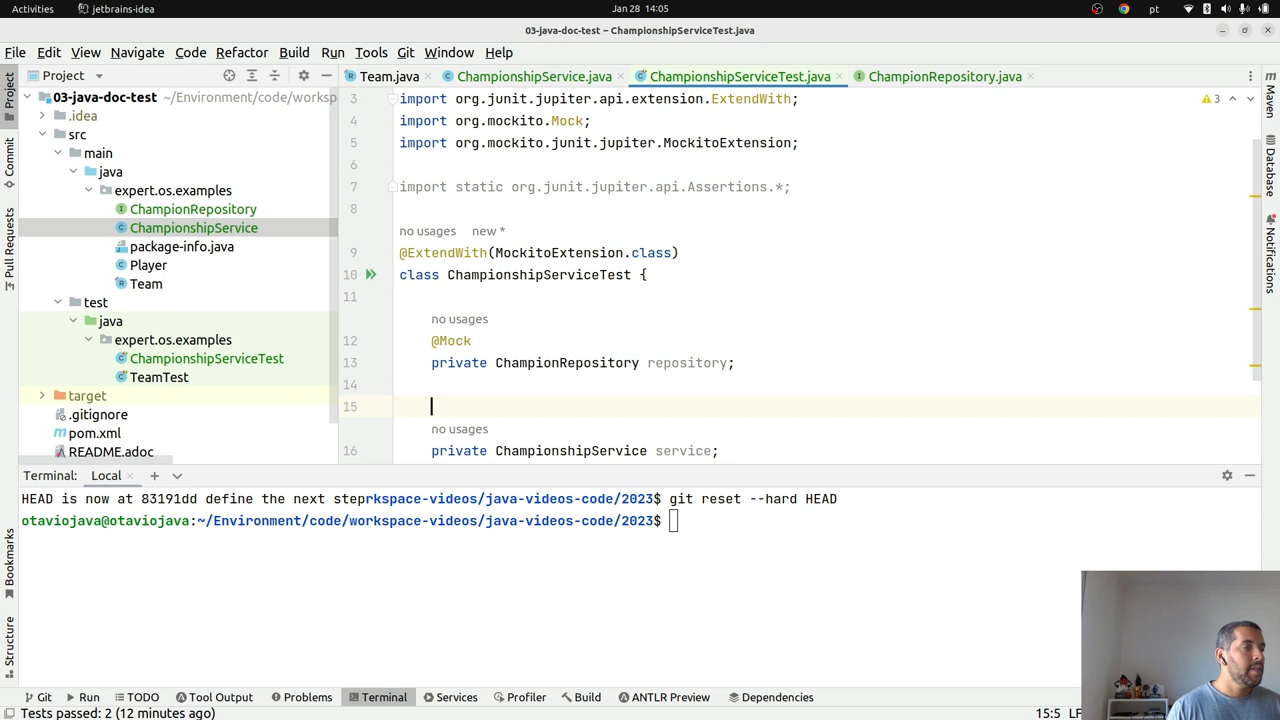 Activities jetbrains-idea Jan 28 14:05 pt
03-java-doc-test – ChampionshipServiceTest.java
File Edit View Navigate Code Refactor Build Run Tools Git Window Help
Project Team.java ChampionshipService.java ChampionshipServiceTest.java ChampionRepository.java
Project
Commit
Pull Requests
Bookmarks
Structure
03-java-doc-test ~/Environment/code/worksp
.idea
src
main
java
expert.os.examples
ChampionRepository
ChampionshipService
package-info.java
Player
Team
test
java
expert.os.examples
ChampionshipServiceTest
TeamTest
target
.gitignore
pom.xml
README.adoc
3 import org.junit.jupiter.api.extension.ExtendWith;
4 import org.mockito.Mock;
5 import org.mockito.junit.jupiter.MockitoExtension;
6
7 import static org.junit.jupiter.api.Assertions.*;
8
no usages new *
9 @ExtendWith(MockitoExtension.class)
10 class ChampionshipServiceTest {
11
no usages
12 @Mock
13 private ChampionRepository repository;
14
15
no usages
16 private ChampionshipService service;
3
m
Maven
Database
Notifications
Terminal: Local
HEAD is now at 83191dd define the next steprkspace-videos/java-videos-code/2023$ git reset --hard HEAD
otaviojava@otaviojava:~/Environment/code/workspace-videos/java-videos-code/2023$
Git Run TODO Tool Output Problems Terminal Services Profiler Build ANTLR Preview Dependencies
Tests passed: 2 (12 minutes ago) 15:5 LF